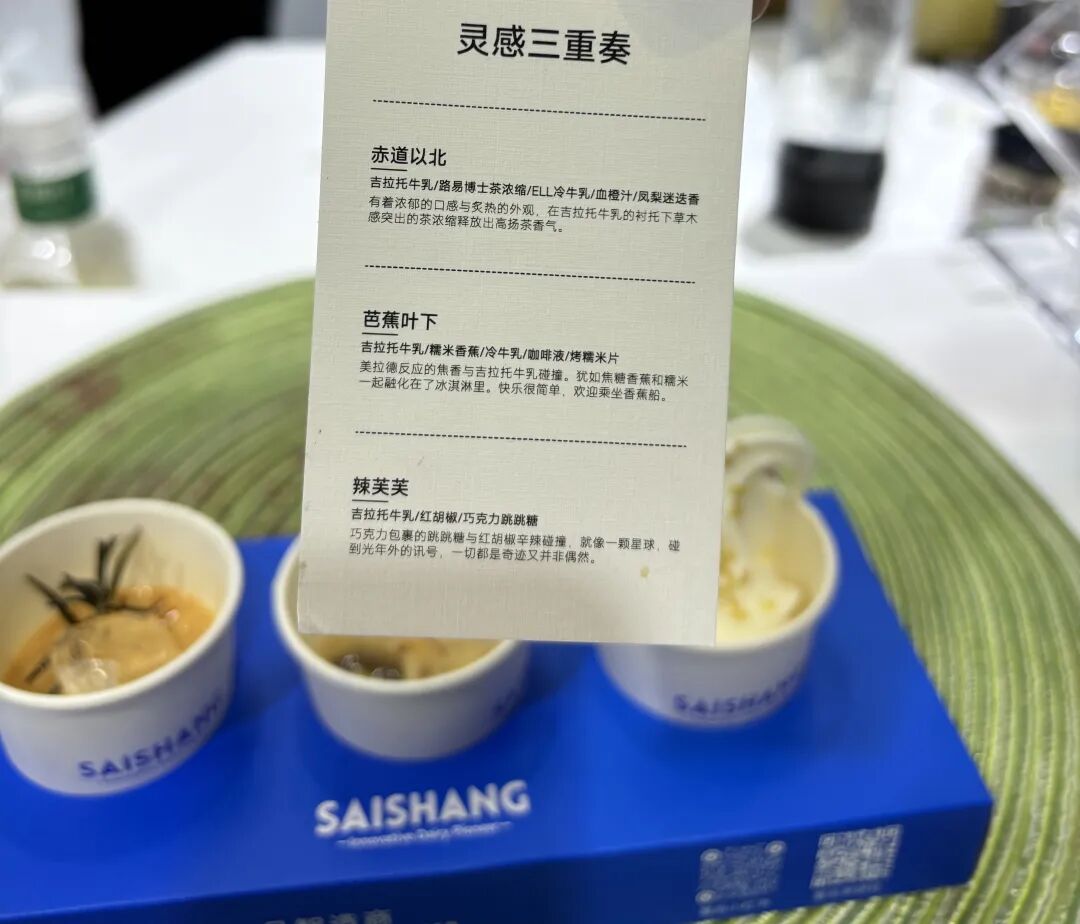 灵感三重奏
赤道以北
吉拉托牛乳/路易博士茶浓缩/ELL冷牛乳/血橙汁/凤梨迷迭香
有着浓郁的口感与炙热的外观，在吉拉托牛乳的衬托下草木
感突出的茶浓缩释放出高扬茶香气。
芭蕉叶下
吉拉托牛乳/糯米香蕉/冷牛乳/咖啡液/烤糯米片
美拉德反应的焦香与吉拉托牛乳碰撞。犹如焦糖香蕉和糯米
一起融化在了冰淇淋里。快乐很简单，欢迎乘坐香蕉船。
辣芙芙
吉拉托牛乳/红胡椒/巧克力跳跳糖
巧克力包裹的跳跳糖与红胡椒辛辣碰撞，就像一颗星球，碰
到光年外的讯号，一切都是奇迹又并非偶然。
SAISHANG
SAISHANG
SAISHANG
Innovative Dairy Pioneer